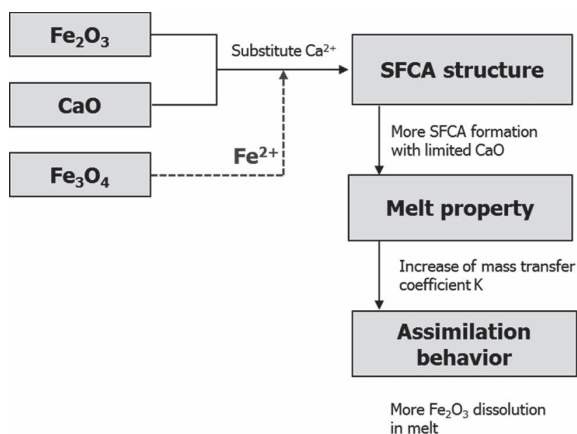 Fe₂O₃
Substitute Ca²⁺
SFCA structure
CaO
More SFCA formation
with limited CaO
Fe²⁺
Fe₃O₄
Melt property
Increase of mass transfer
coefficient K
Assimilation
behavior
More Fe₂O₃ dissolution
in melt